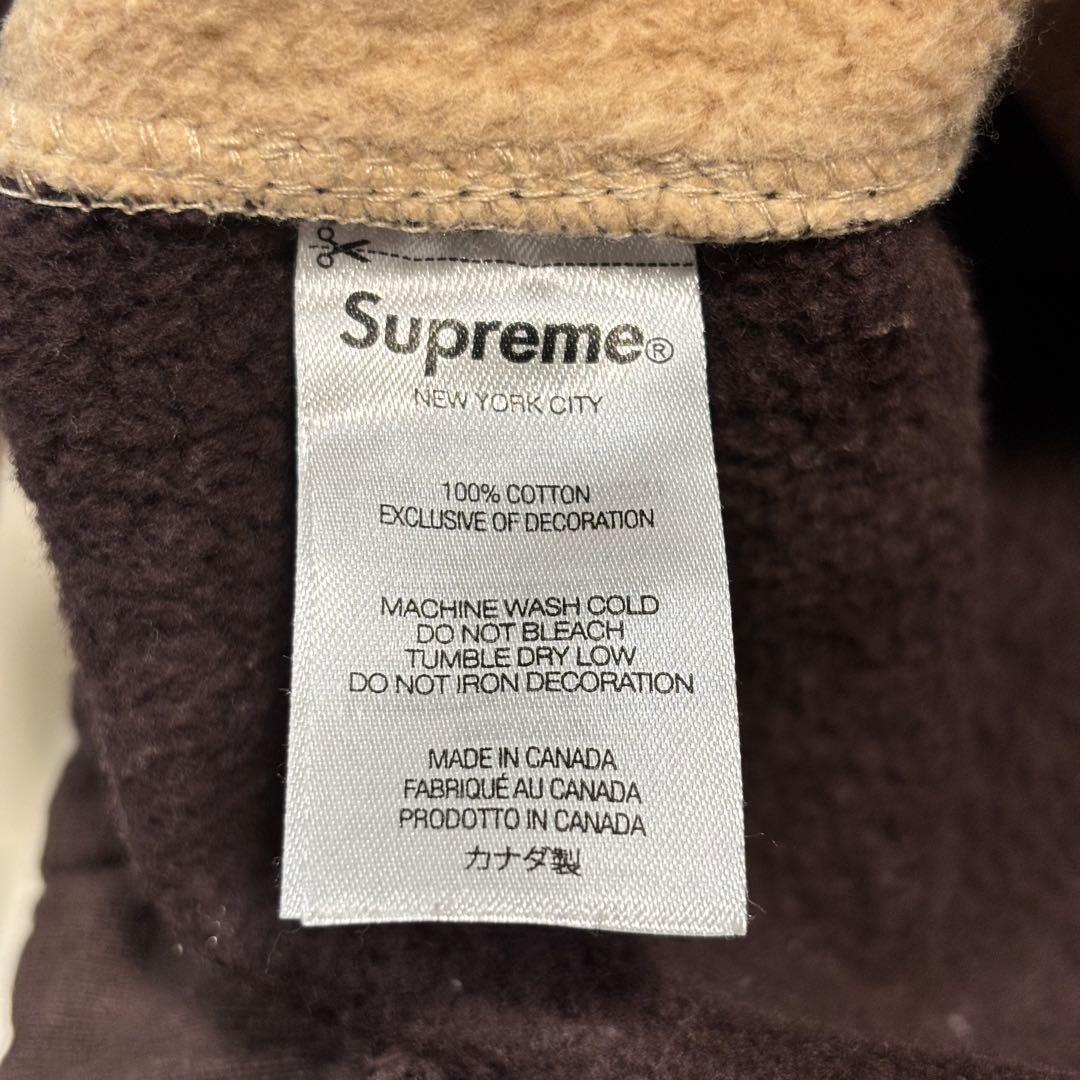 Supreme®
NEW YORK CITY
100% COTTON
EXCLUSIVE OF DECORATION
MACHINE WASH COLD
DO NOT BLEACH
TUMBLE DRY LOW
DO NOT IRON DECORATION
MADE IN CANADA
FABRIQUÉ AU CANADA
PRODOTTO IN CANADA
カナダ製